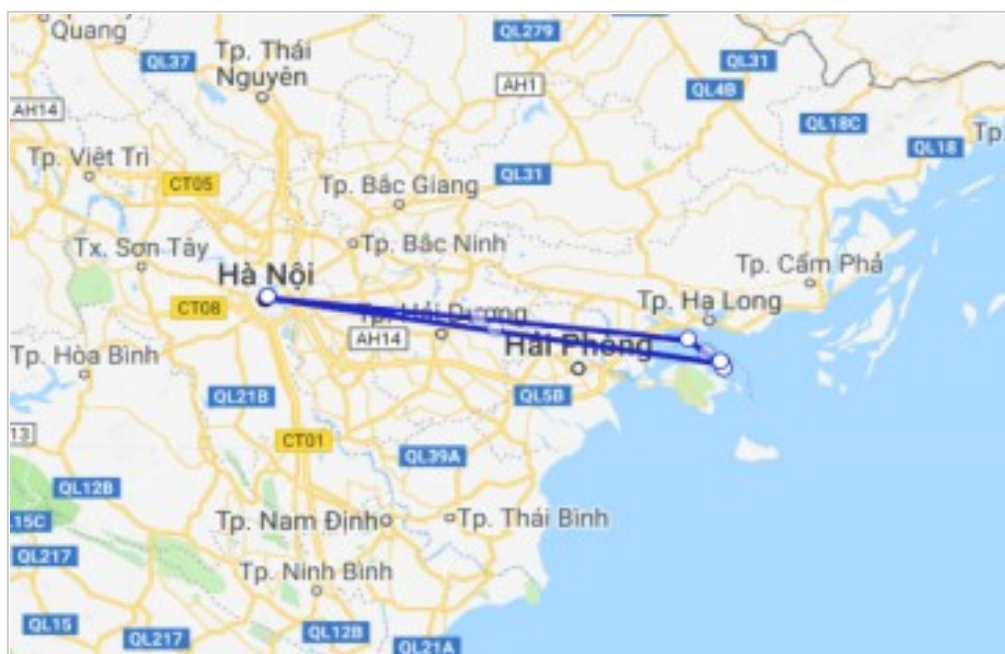 Quang
QL279
QL37
Tp. Thái
Nguyên
QL31
AH1
QL4B
AH14
QL18C
QL18
Tp.
Tp. Việt Trì
CT05
Tp. Bắc Giang
QL31
Tx. Sơn Tây
Tp. Bắc Ninh
Hà Nội
Tp. Cẩm Phả
CT08
Tp. Hải Dương
Tp. Hạ Long
AH14
Hải Phòng
Tp. Hòa Bình
QL21B
QL5B
13
CT01
QL39A
QL12B
15C
Tp. Nam Định
Tp. Thái Bình
QL217
Tp. Ninh Bình
QL15
QL217
QL12B
QL21A